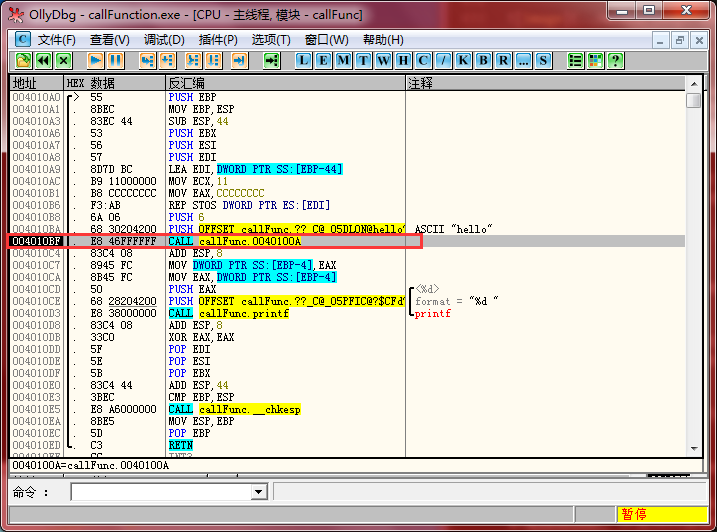 OllyDbg - callFunction.exe - [CPU - 主线程, 模块 - callFunc]
文件(F) 查看(V) 调试(D) 插件(P) 选项(T) 窗口(W) 帮助(H)
L E M T W H C / K B R ... S
地址 HEX 数据 反汇编 注释
004010A0 > 55 PUSH EBP
004010A1 . 8BEC MOV EBP,ESP
004010A3 . 83EC 44 SUB ESP,44
004010A6 . 53 PUSH EBX
004010A7 . 56 PUSH ESI
004010A8 . 57 PUSH EDI
004010A9 . 8D7D BC LEA EDI,DWORD PTR SS:[EBP-44]
004010AC . B9 11000000 MOV ECX,11
004010B1 . B8 CCCCCCCC MOV EAX,CCCCCCCC
004010B6 . F3:AB REP STOS DWORD PTR ES:[EDI]
004010B8 . 6A 06 PUSH 6
004010BA . 68 30204200 PUSH OFFSET callFunc.??_C@_05DLON@hello? ASCII "hello"
004010BF . E8 46FFFFFF CALL callFunc.0040100A
004010C4 . 83C4 08 ADD ESP,8
004010C7 . 8945 FC MOV DWORD PTR SS:[EBP-4],EAX
004010CA . 8B45 FC MOV EAX,DWORD PTR SS:[EBP-4]
004010CD . 50 PUSH EAX <%d>
004010CE . 68 28204200 PUSH OFFSET callFunc.??_C@_05PFIC@?$CFd? format = "%d "
004010D3 . E8 38000000 CALL callFunc.printf printf
004010D8 . 83C4 08 ADD ESP,8
004010DB . 33C0 XOR EAX,EAX
004010DD . 5F POP EDI
004010DE . 5E POP ESI
004010DF . 5B POP EBX
004010E0 . 83C4 44 ADD ESP,44
004010E3 . 3BEC CMP EBP,ESP
004010E5 . E8 A6000000 CALL callFunc.__chkesp
004010EA . 8BE5 MOV ESP,EBP
004010EC . 5D POP EBP
004010ED . C3 RETN
0040100A=callFunc.0040100A
命令 :
暂停